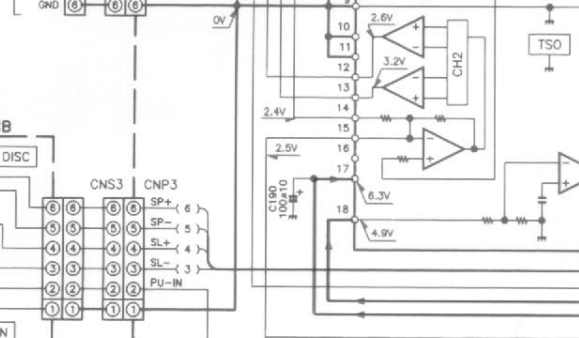 GND 6 6 6
9
0V
10
2.6V
11
CH2
TSO
12
3.2V
13
14
2.4V
15
2.5V
16
17
6.3V
C190
100μ10
+
18
4.9V
B
DISC
CNS3 CNP3
6 6 6 6 SP+ (6)
5 5 5 5 SP- (5)
4 4 4 4 SL+ (4)
3 3 3 3 SL- (3)
2 2 2 2 PU-IN
1 1 1 1
N